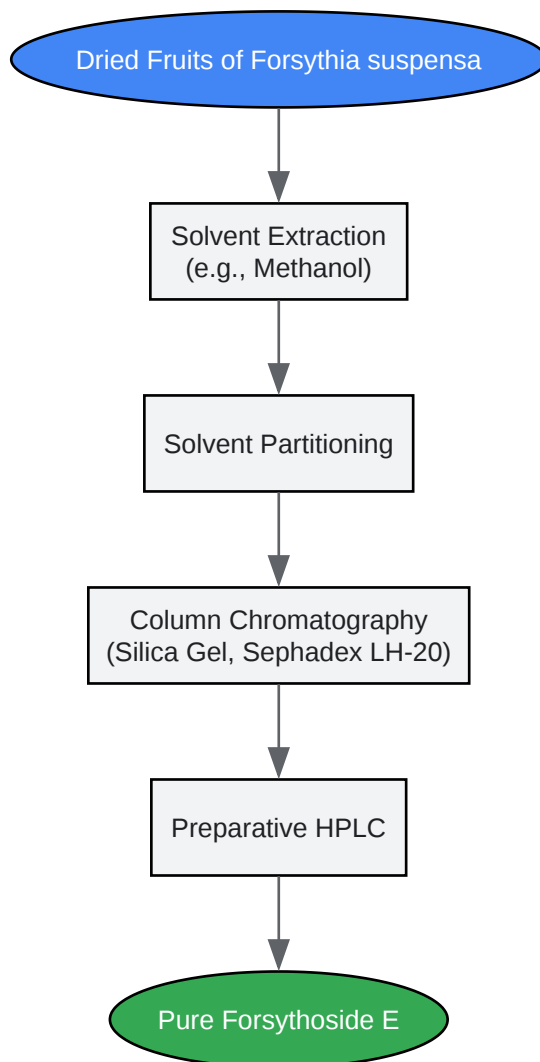 Dried Fruits of Forsythia suspensa
Solvent Extraction
(e.g., Methanol)
Solvent Partitioning
Column Chromatography
(Silica Gel, Sephadex LH-20)
Preparative HPLC
Pure Forsythoside E